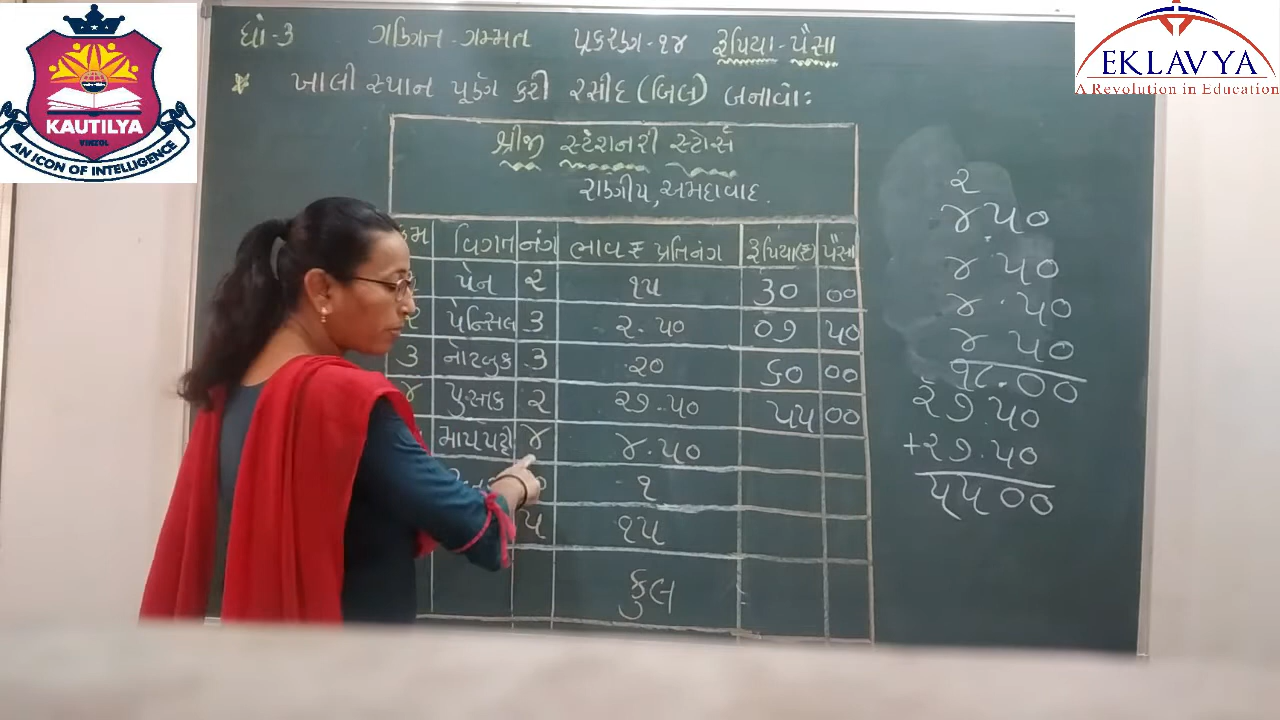 KAUTILYA
VINZOL
AN ICON OF INTELLIGENCE
EKLAVYA
A Revolution in Education
ધો-૩ ગણિત-ગમ્મત પ્રકરણ-૧૪ રૂપિયા-પૈસા
* ખાલી સ્થાન પૂર્ણ કરી રસીદ (બિલ) બનાવો:
શ્રીજી સ્ટેશનરી સ્ટોર્સ
રાણીપ, અમદાવાદ.
વિગત નંગ ભાવ ₹ પ્રતિનંગ રૂપિયા(₹) પૈસા
પેન ૨ ૧૫ ૩૦ ૦૦
૨ પેન્સિલ ૩ ૨.૫૦ ૦૭ ૫૦
૩ નોટબુક ૩ ૨૦ ૬૦ ૦૦
૪ પુસ્તક ૨ ૨૭.૫૦ ૫૫ ૦૦
માપપટ્ટી ૪ ૪.૫૦
૧
૫ ૧૫
કુલ
૨
૪.૫૦
૪.૫૦
૪.૫૦
૪.૫૦
૧૮.૦૦
૨૭.૫૦
+૨૭.૫૦
૫૫૦૦